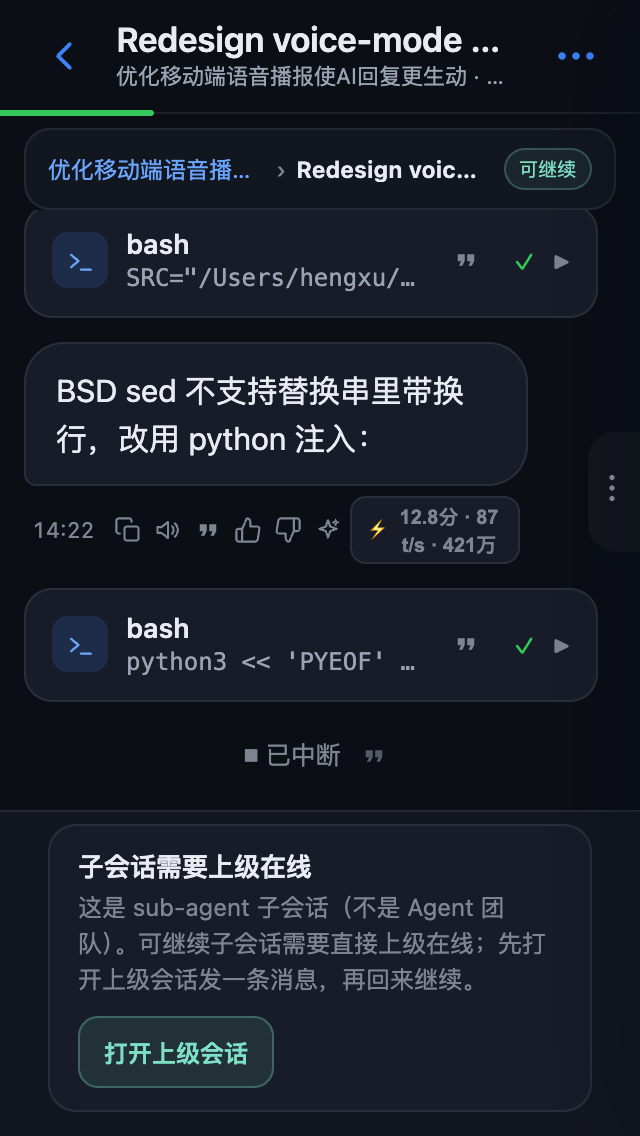 Redesign voice-mode ...
优化移动端语音播报使AI回复更生动 · ...
优化移动端语音播... › Redesign voic... 可继续
bash
SRC="/Users/hengxu/…
BSD sed 不支持替换串里带换
行，改用 python 注入：
14:22
12.8分 · 87
t/s · 421万
bash
python3 << 'PYEOF' …
已中断
子会话需要上级在线
这是 sub-agent 子会话（不是 Agent 团
队）。可继续子会话需要直接上级在线；先打
开上级会话发一条消息，再回来继续。
打开上级会话